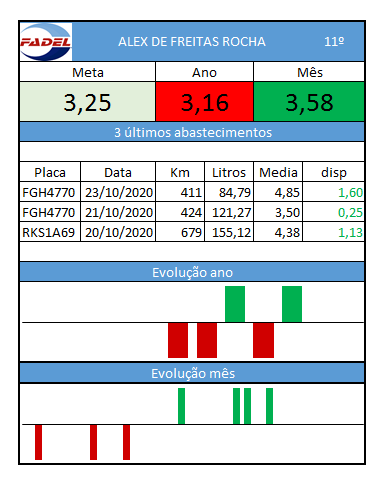 FADEL ALEX DE FREITAS ROCHA 11º
Meta Ano Mês
3,25 3,16 3,58
3 últimos abastecimentos
Placa Data Km Litros Media disp
FGH4770 23/10/2020 411 84,79 4,85 1,60
FGH4770 21/10/2020 424 121,27 3,50 0,25
RKS1A69 20/10/2020 679 155,12 4,38 1,13
Evolução ano
Evolução mês